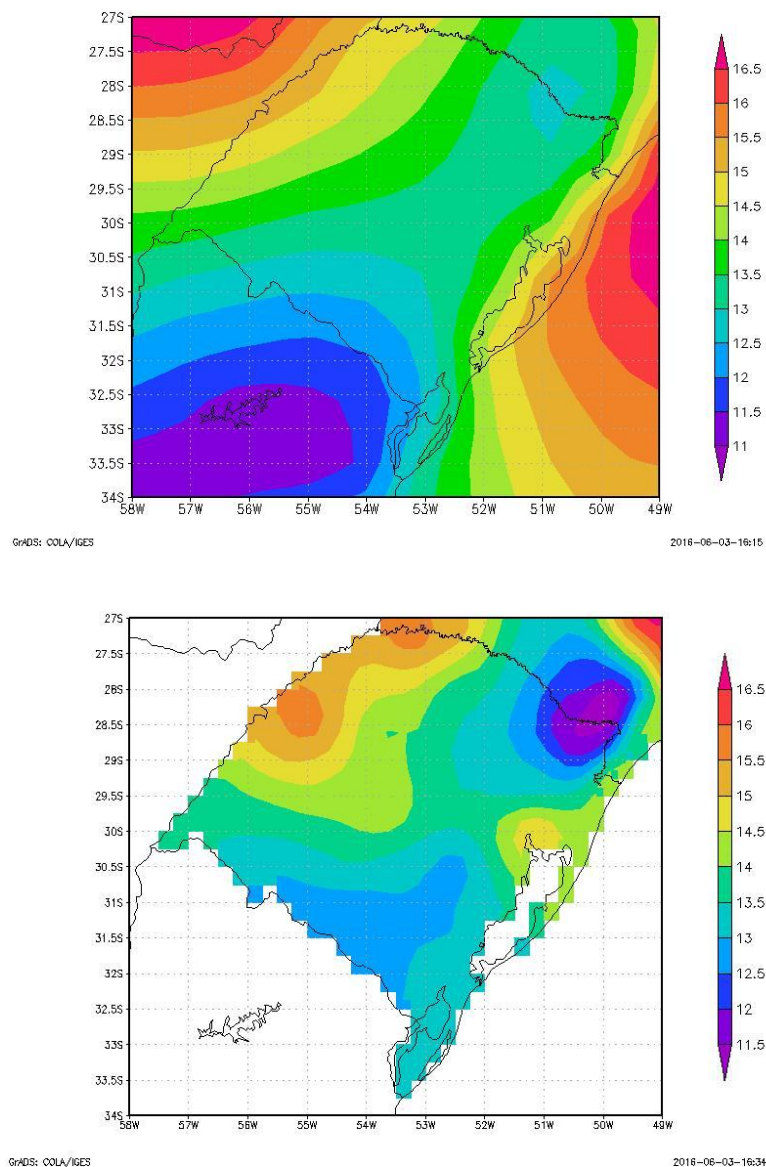 27S
27.5S
28S
28.5S
29S
29.5S
30S
30.5S
31S
31.5S
32S
32.5S
33S
33.5S
34S
58W 57W 56W 55W 54W 53W 52W 51W 50W 49W
16.5
16
15.5
15
14.5
14
13.5
13
12.5
12
11.5
11
GrADS: COLA/IGES 2016-06-03-16:15
27S
27.5S
28S
28.5S
29S
29.5S
30S
30.5S
31S
31.5S
32S
32.5S
33S
33.5S
34S
58W 57W 56W 55W 54W 53W 52W 51W 50W 49W
16.5
16
15.5
15
14.5
14
13.5
13
12.5
12
11.5
GrADS: COLA/IGES 2016-06-03-16:34